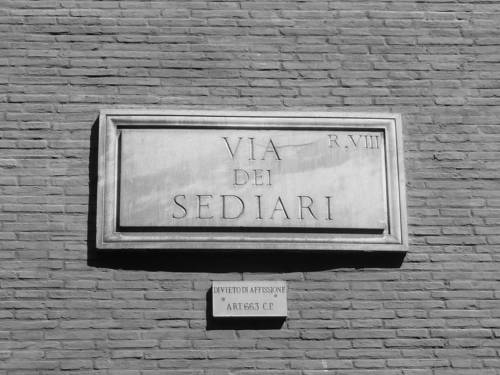 VIA
R.VIII
DEI
SEDIARI
DIVIETO DI AFFISSIONE
ART.663 C.P.